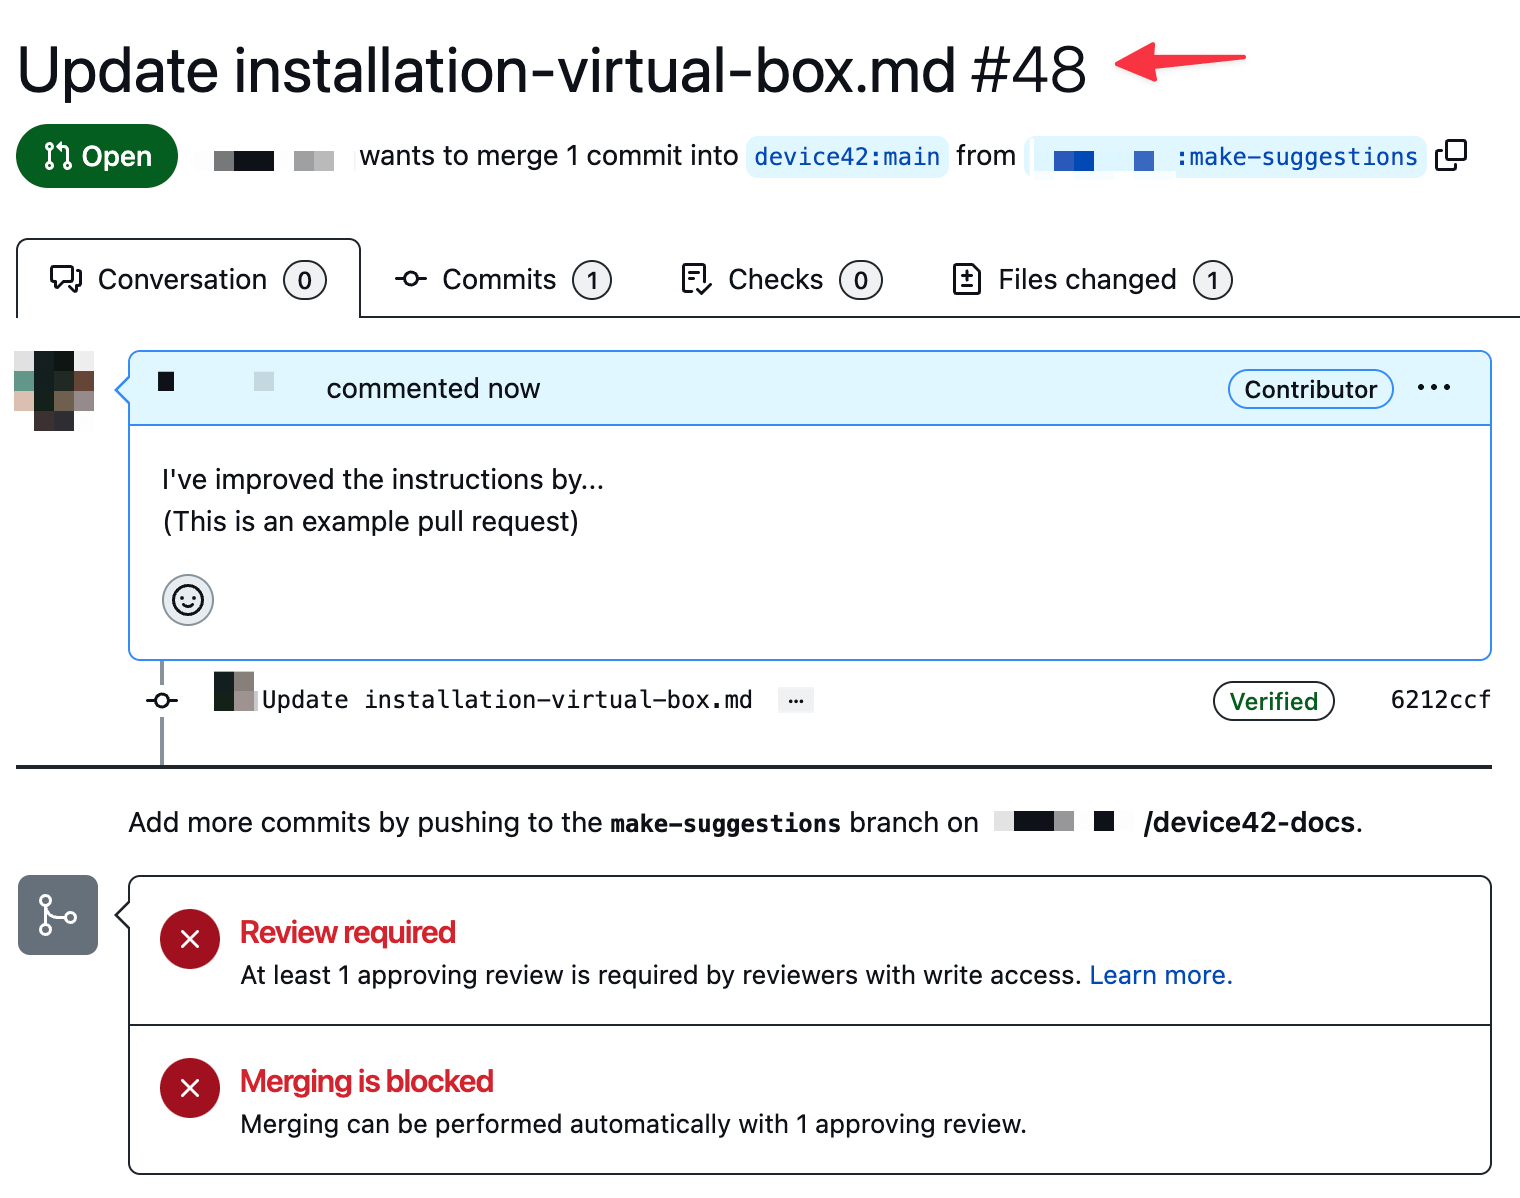 Update installation-virtual-box.md #48
Open wants to merge 1 commit into device42:main from :make-suggestions
Conversation 0 Commits 1 Checks 0 Files changed 1
commented now Contributor
I've improved the instructions by...
(This is an example pull request)
Update installation-virtual-box.md ... Verified 6212ccf
Add more commits by pushing to the make-suggestions branch on /device42-docs.
Review required
At least 1 approving review is required by reviewers with write access. Learn more.
Merging is blocked
Merging can be performed automatically with 1 approving review.